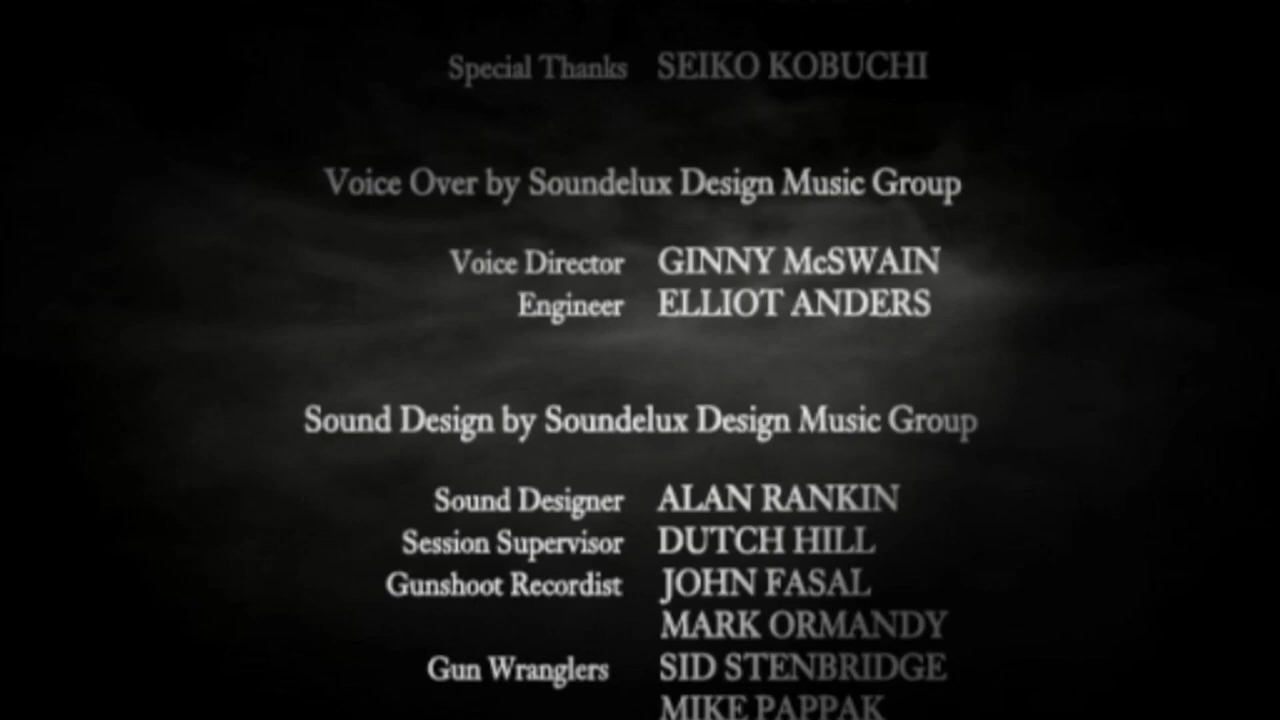 Special Thanks SEIKO KOBUCHI
Voice Over by Soundelux Design Music Group
Voice Director GINNY McSWAIN
Engineer ELLIOT ANDERS
Sound Design by Soundelux Design Music Group
Sound Designer ALAN RANKIN
Session Supervisor DUTCH HILL
Gunshoot Recordist JOHN FASAL
MARK ORMANDY
Gun Wranglers SID STENBRIDGE
MIKE PAPPAK